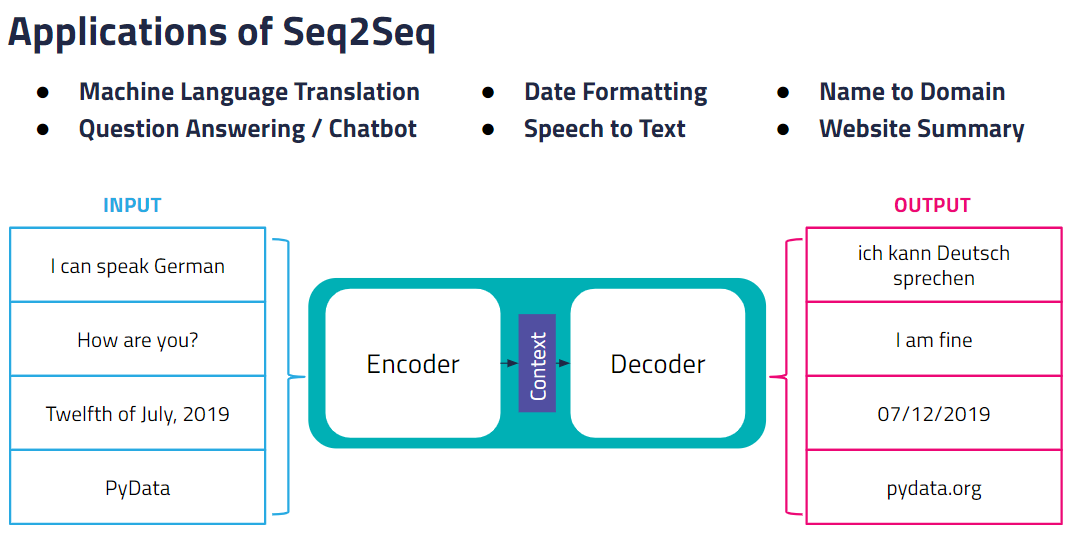 Applications of Seq2Seq
● Machine Language Translation
● Question Answering / Chatbot
● Date Formatting
● Speech to Text
● Name to Domain
● Website Summary
INPUT
I can speak German
How are you?
Twelfth of July, 2019
PyData
Encoder
Context
Decoder
OUTPUT
ich kann Deutsch
sprechen
I am fine
07/12/2019
pydata.org